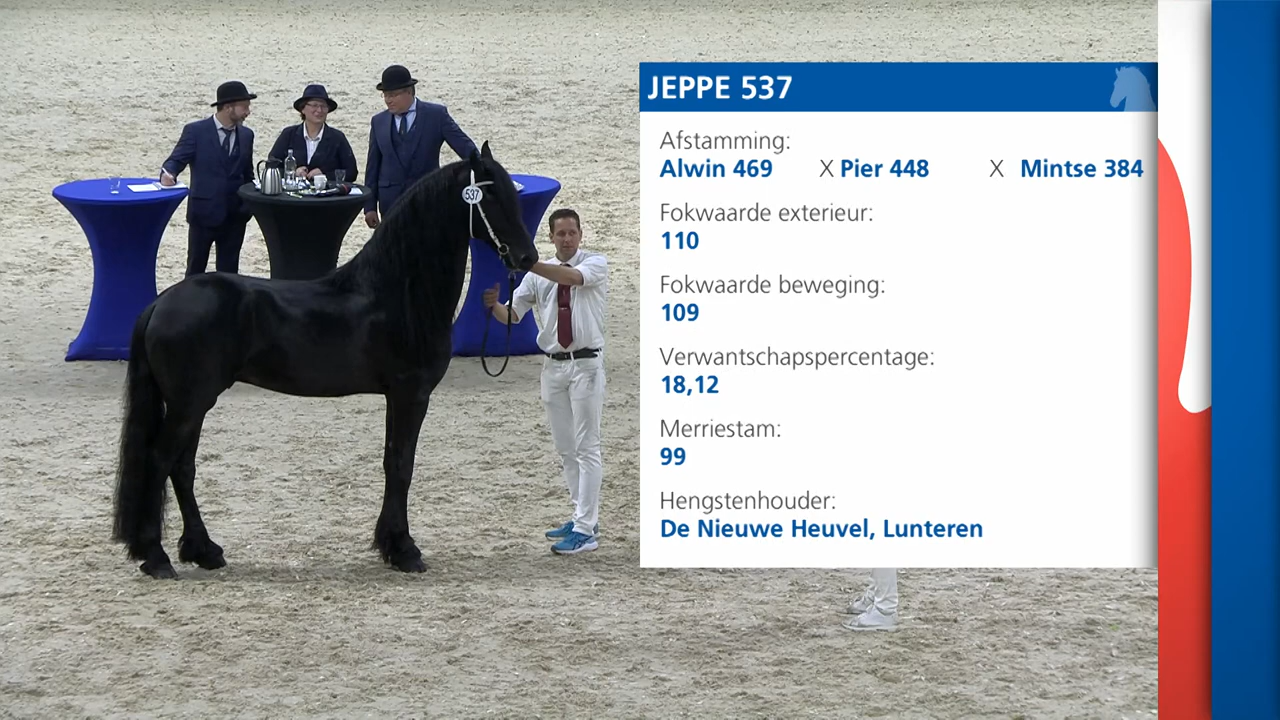 JEPPE 537
Afstamming:
Alwin 469 X Pier 448 X Mintse 384
Fokwaarde exterieur:
110
Fokwaarde beweging:
109
Verwantschapspercentage:
18,12
Merriestam:
99
Hengstenhouder:
De Nieuwe Heuvel, Lunteren
537